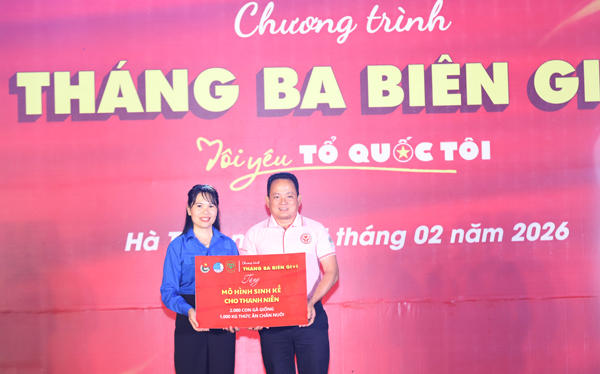 Chương trình
THÁNG BA BIÊN GI
Tôi yêu TỔ QUỐC TÔI
Hà T tháng 02 năm 2026
Chương trình
THÁNG BA BIÊN GIỚI
Tặng
MÔ HÌNH SINH KẾ
CHO THANH NIÊN
2.000 CON GÀ GIỐNG
1.000 KG THỨC ĂN CHĂN NUÔI